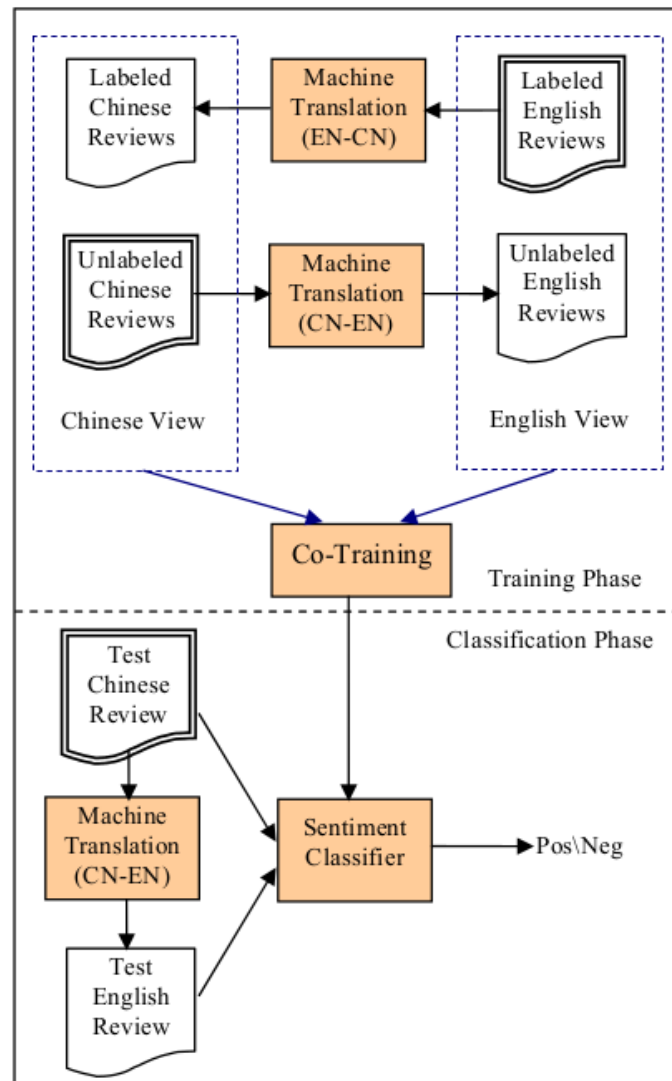 Labeled
Chinese
Reviews
Machine
Translation
(EN-CN)
Labeled
English
Reviews
Unlabeled
Chinese
Reviews
Machine
Translation
(CN-EN)
Unlabeled
English
Reviews
Chinese View
English View
Co-Training
Training Phase
Classification Phase
Test
Chinese
Review
Machine
Translation
(CN-EN)
Sentiment
Classifier
Pos\Neg
Test
English
Review